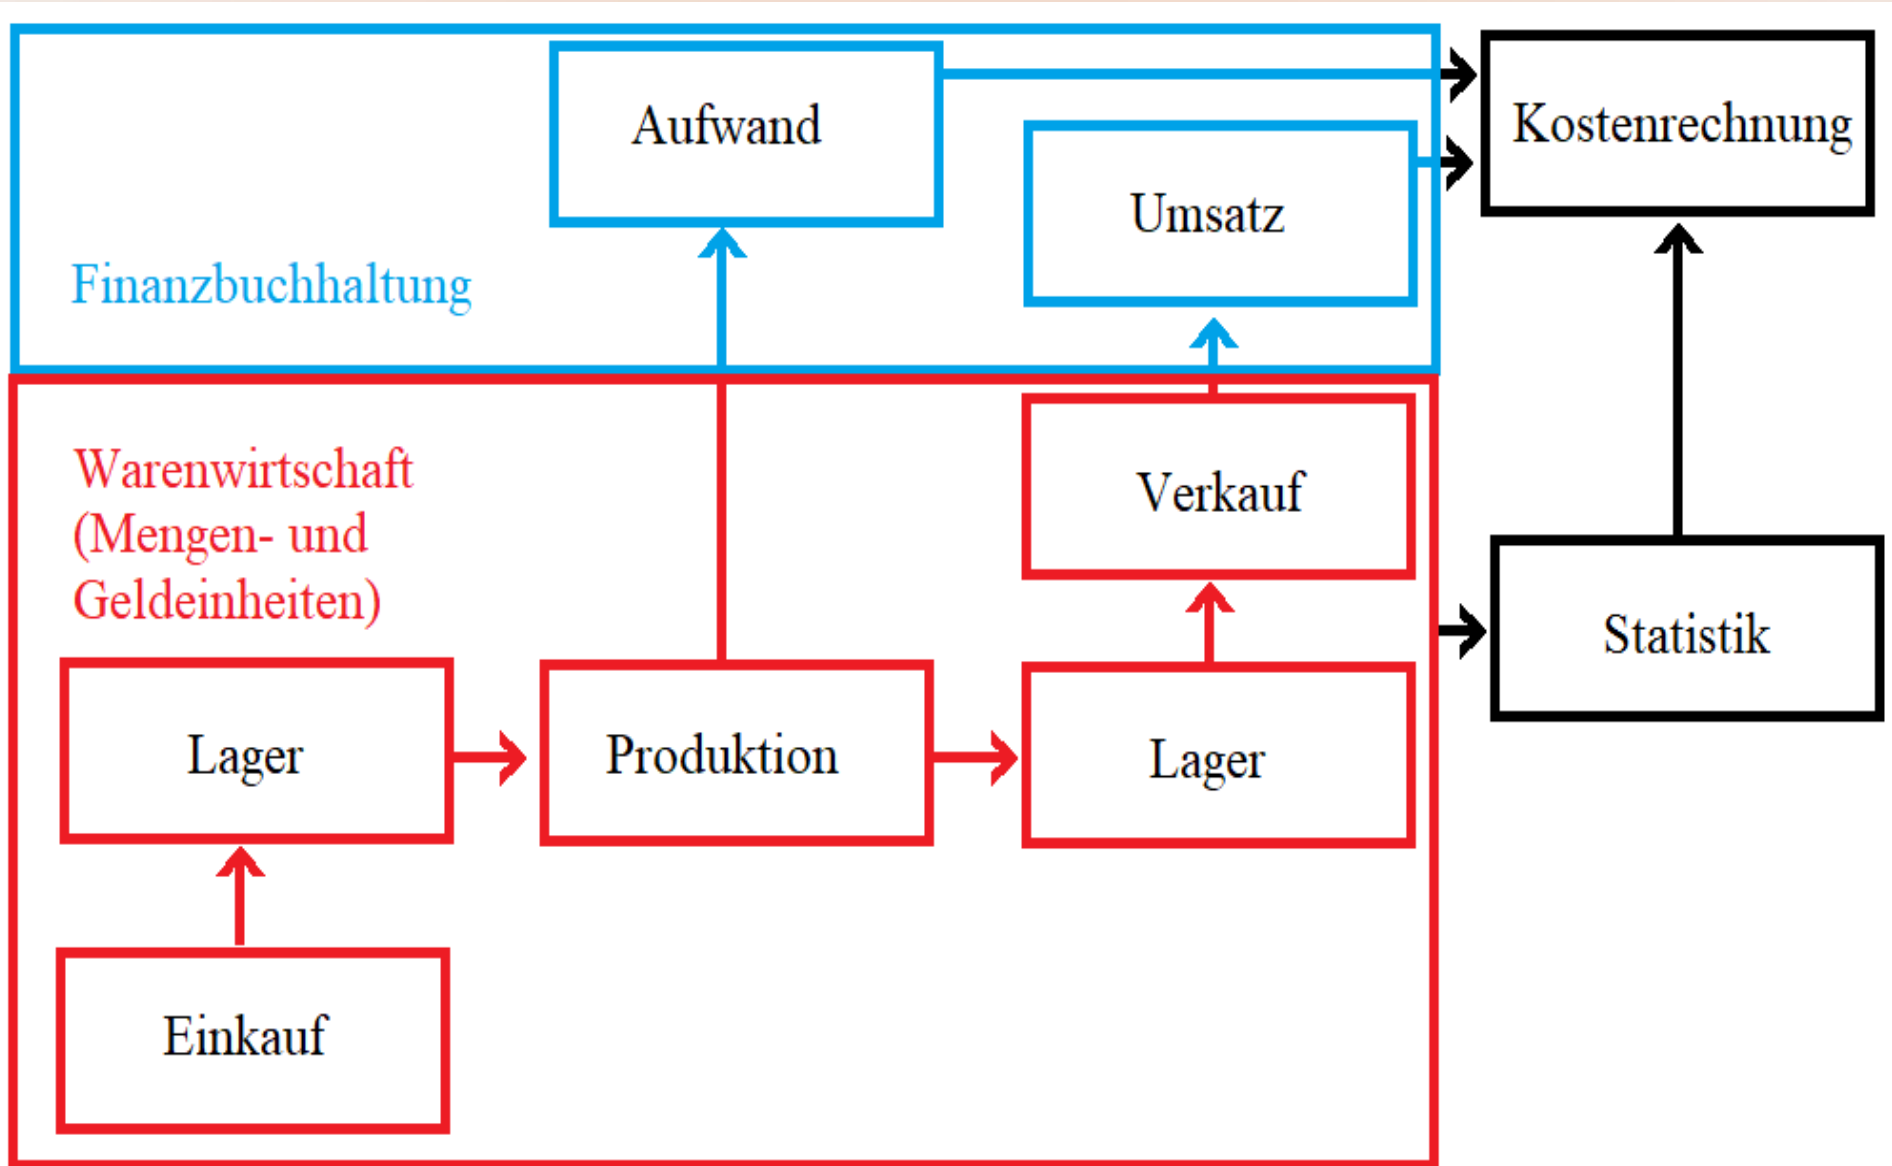 Aufwand
Kostenrechnung
Umsatz
Finanzbuchhaltung
Warenwirtschaft
(Mengen- und
Geldeinheiten)
Verkauf
Statistik
Lager
Produktion
Lager
Einkauf